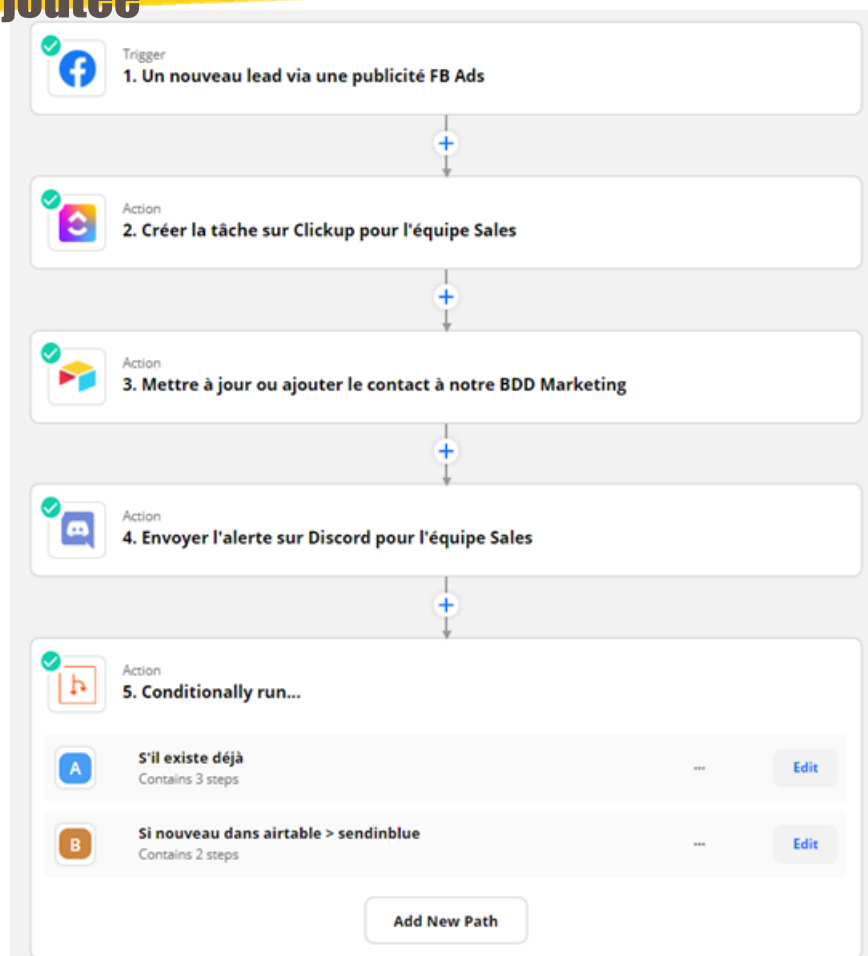 joutée
Trigger
1. Un nouveau lead via une publicité FB Ads
Action
2. Créer la tâche sur Clickup pour l'équipe Sales
Action
3. Mettre à jour ou ajouter le contact à notre BDD Marketing
Action
4. Envoyer l'alerte sur Discord pour l'équipe Sales
Action
5. Conditionally run...
A
S'il existe déjà
Contains 3 steps
...
Edit
B
Si nouveau dans airtable > sendinblue
Contains 2 steps
...
Edit
Add New Path